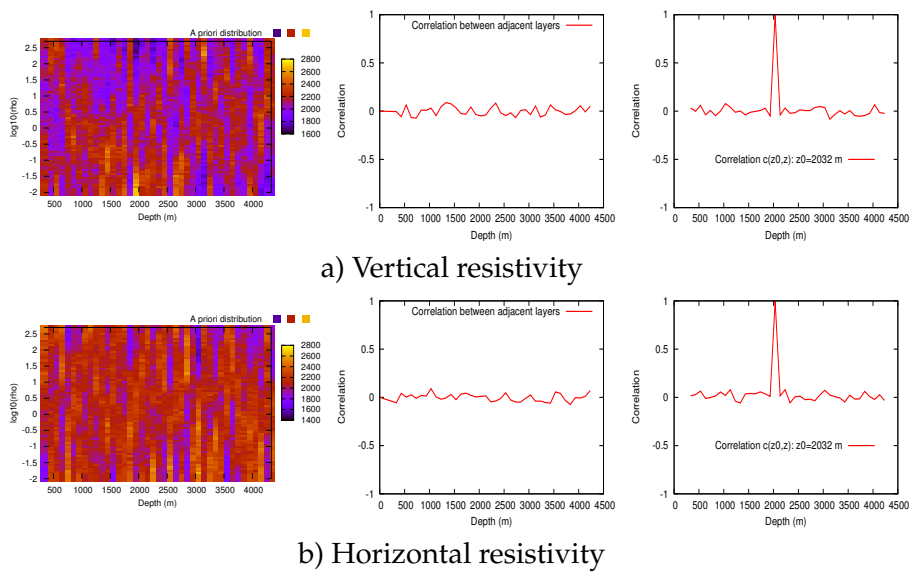 A priori distribution
log10(rho)
2.5
2
1.5
1
0.5
0
-0.5
-1
-1.5
-2
500 1000 1500 2000 2500 3000 3500 4000
Depth (m)
2800
2600
2400
2200
2000
1800
1600
Correlation between adjacent layers
Correlation
1
0.5
0
-0.5
-1
0 500 1000 1500 2000 2500 3000 3500 4000 4500
Depth (m)
Correlation c(z0,z): z0=2032 m
Correlation
1
0.5
0
-0.5
-1
0 500 1000 1500 2000 2500 3000 3500 4000 4500
Depth (m)
a) Vertical resistivity
A priori distribution
log10(rho)
2.5
2
1.5
1
0.5
0
-0.5
-1
-1.5
-2
500 1000 1500 2000 2500 3000 3500 4000
Depth (m)
2800
2600
2400
2200
2000
1800
1600
1400
Correlation between adjacent layers
Correlation
1
0.5
0
-0.5
-1
0 500 1000 1500 2000 2500 3000 3500 4000 4500
Depth (m)
Correlation c(z0,z): z0=2032 m
Correlation
1
0.5
0
-0.5
-1
0 500 1000 1500 2000 2500 3000 3500 4000 4500
Depth (m)
b) Horizontal resistivity